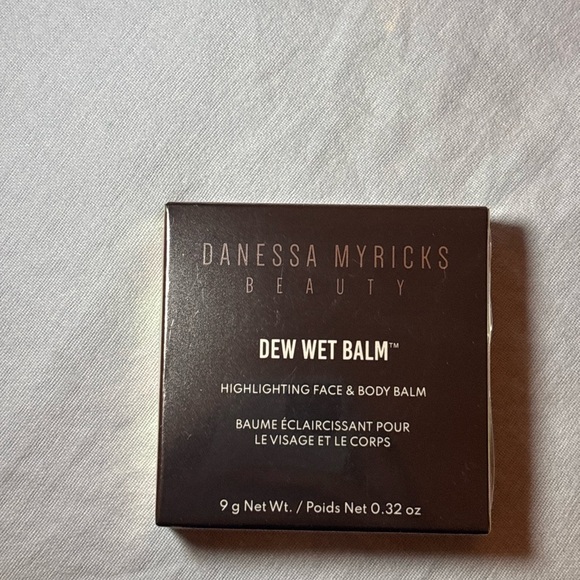 DANESSA MYRICKS
BEAUTY
DEW WET BALM™
HIGHLIGHTING FACE & BODY BALM
BAUME ÉCLAIRCISSANT POUR
LE VISAGE ET LE CORPS
9 g Net Wt. / Poids Net 0.32 oz